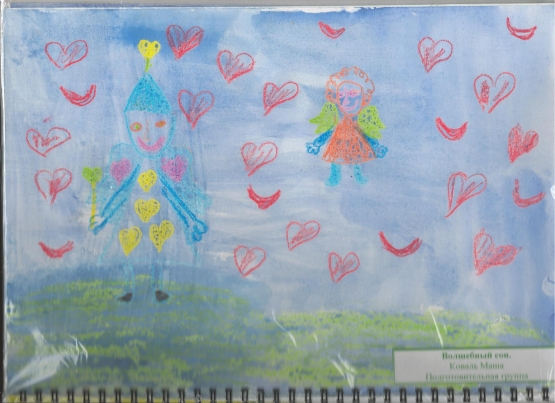 Волшебный сон.
Коваль Маша
Подготовительная группа